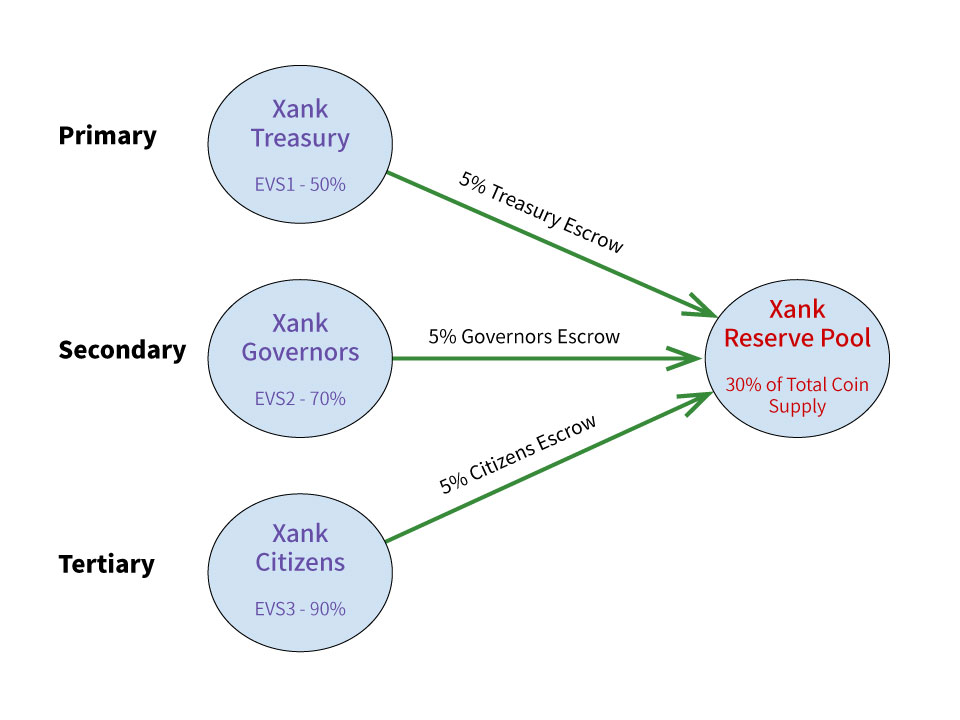 Primary
Xank
Treasury
EVS1 - 50%
5% Treasury Escrow
Secondary
Xank
Governors
EVS2 - 70%
5% Governors Escrow
Xank
Reserve Pool
30% of Total Coin
Supply
Tertiary
Xank
Citizens
EVS3 - 90%
5% Citizens Escrow